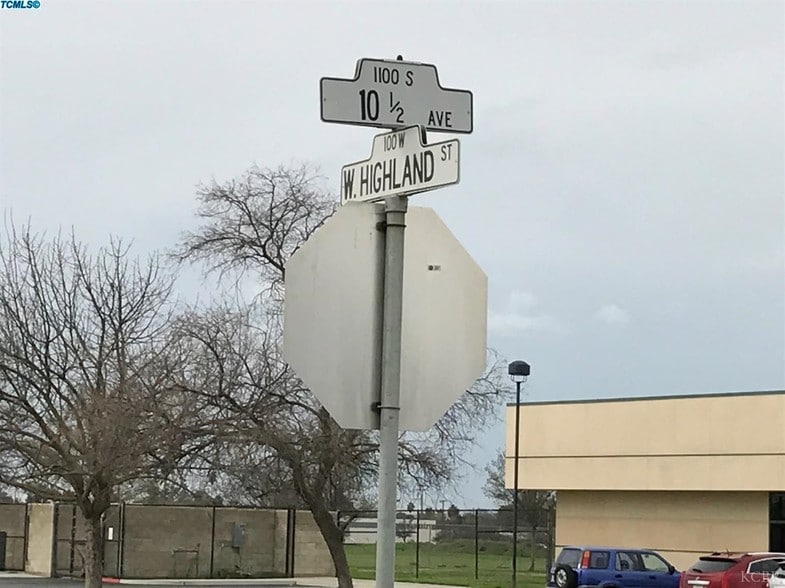 TCMLS©
1100 S
10 ½ AVE
100 W
W. HIGHLAND ST